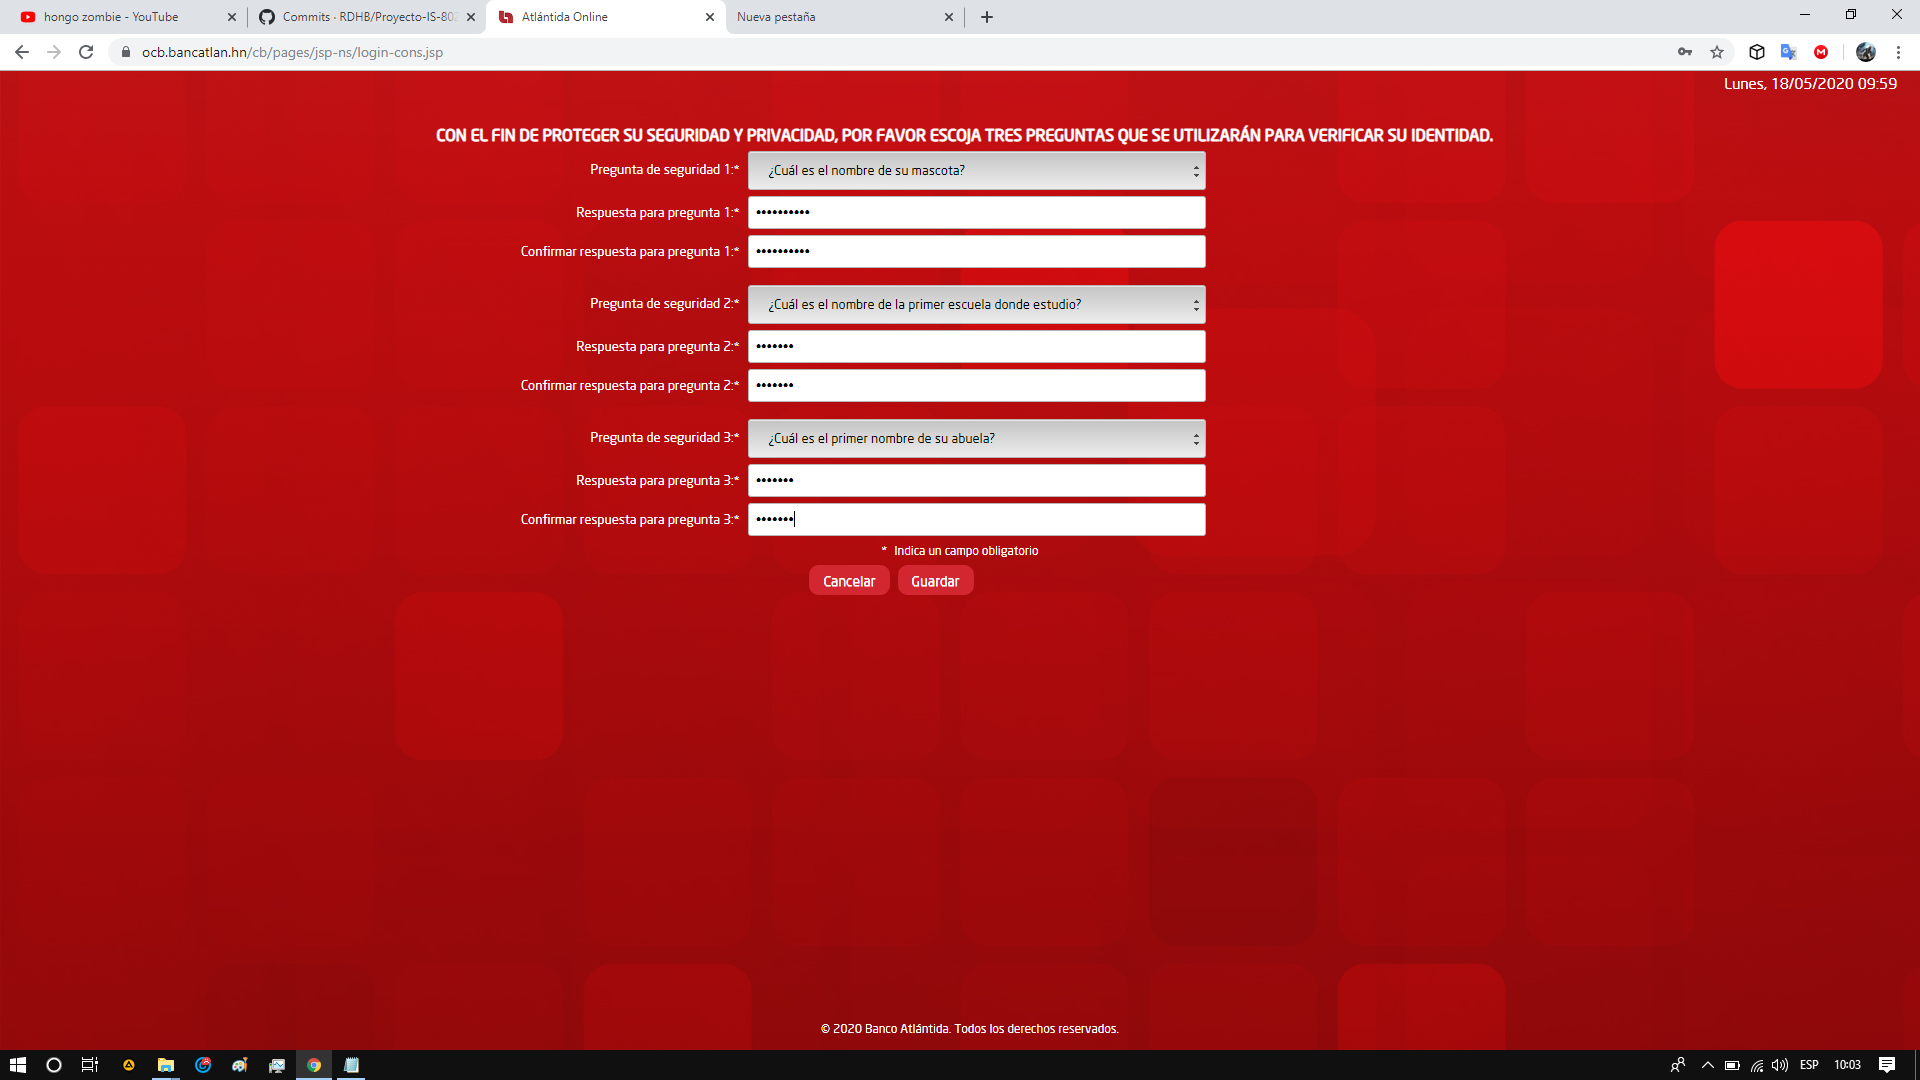 hongo zombie - YouTube
Commits · RDHB/Proyecto-IS-802
Atlántida Online
Nueva pestaña
ocb.bancatlan.hn/cb/pages/jsp-ns/login-cons.jsp
Lunes, 18/05/2020 09:59
CON EL FIN DE PROTEGER SU SEGURIDAD Y PRIVACIDAD, POR FAVOR ESCOJA TRES PREGUNTAS QUE SE UTILIZARÁN PARA VERIFICAR SU IDENTIDAD.
Pregunta de seguridad 1:* ¿Cuál es el nombre de su mascota?
Respuesta para pregunta 1:* ••••••••••
Confirmar respuesta para pregunta 1:* ••••••••••
Pregunta de seguridad 2:* ¿Cuál es el nombre de la primer escuela donde estudio?
Respuesta para pregunta 2:* •••••••
Confirmar respuesta para pregunta 2:* •••••••
Pregunta de seguridad 3:* ¿Cuál es el primer nombre de su abuela?
Respuesta para pregunta 3:* •••••••
Confirmar respuesta para pregunta 3:* •••••••
* Indica un campo obligatorio
Cancelar Guardar
© 2020 Banco Atlántida. Todos los derechos reservados.
ESP 10:03